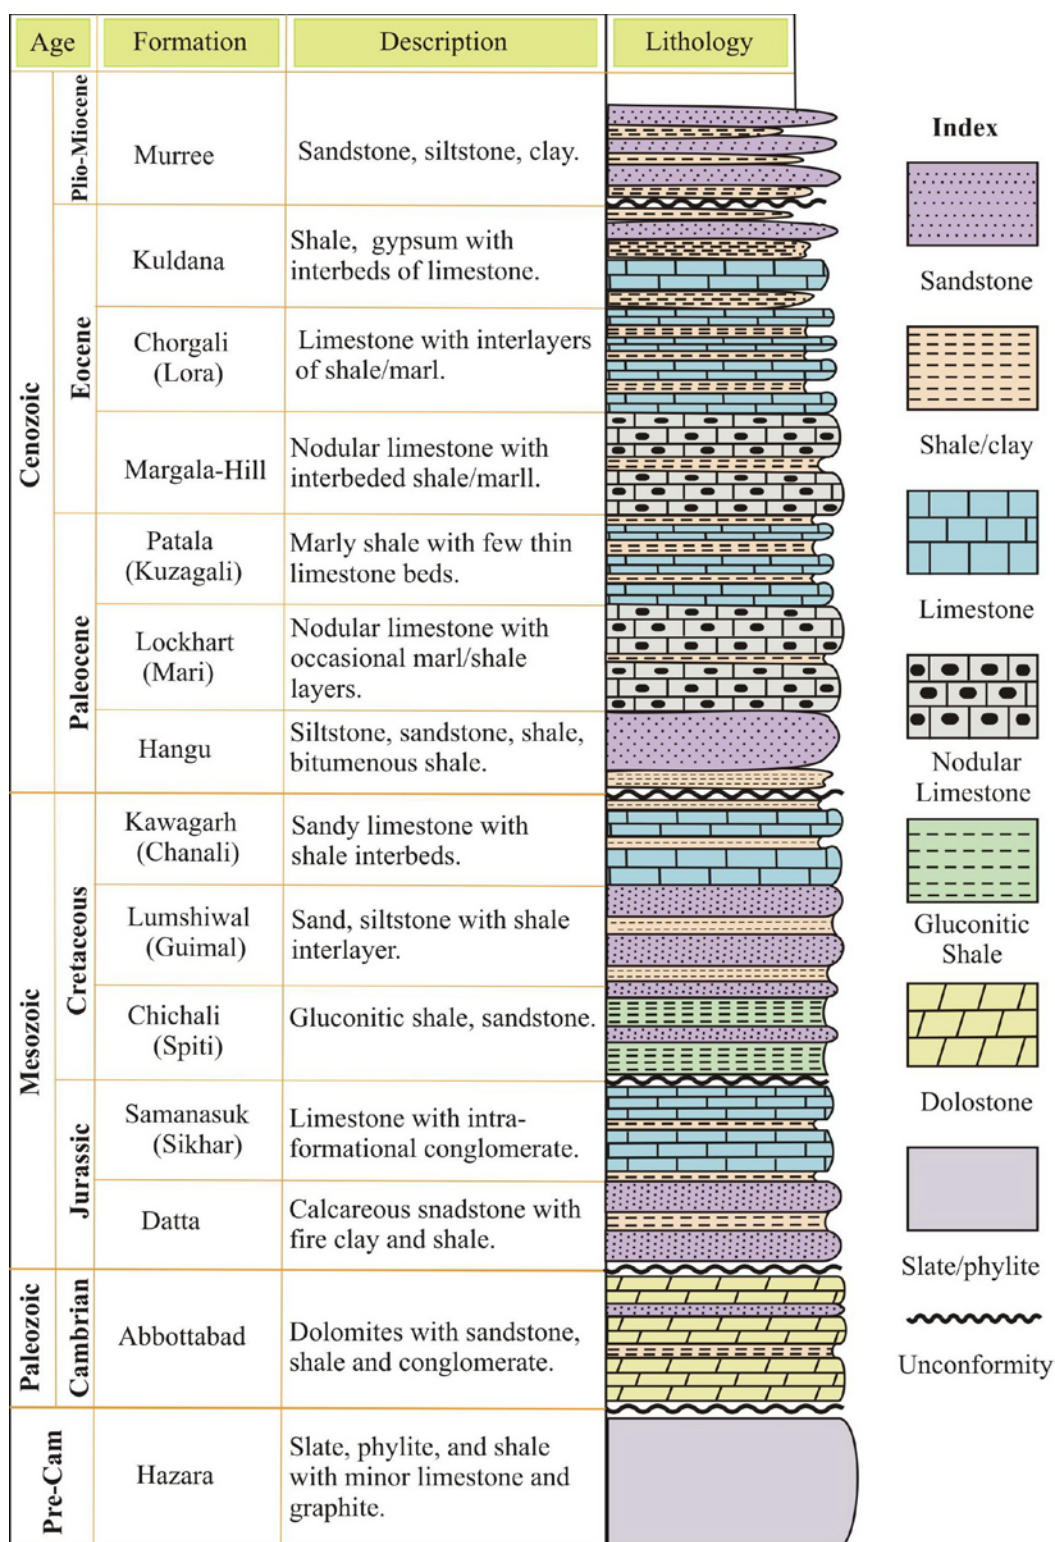 Age Formation Description Lithology
Cenozoic
Plio-Miocene
Murree
Sandstone, siltstone, clay.
Eocene
Kuldana
Shale, gypsum with
interbeds of limestone.
Chorgali
(Lora)
Limestone with interlayers
of shale/marl.
Margala-Hill
Nodular limestone with
interbeded shale/marll.
Paleocene
Patala
(Kuzagali)
Marly shale with few thin
limestone beds.
Lockhart
(Mari)
Nodular limestone with
occasional marl/shale
layers.
Hangu
Siltstone, sandstone, shale,
bitumenous shale.
Mesozoic
Cretaceous
Kawagarh
(Chanali)
Sandy limestone with
shale interbeds.
Lumshiwal
(Guimal)
Sand, siltstone with shale
interlayer.
Chichali
(Spiti)
Gluconitic shale, sandstone.
Jurassic
Samanasuk
(Sikhar)
Limestone with intra-
formational conglomerate.
Datta
Calcareous snadstone with
fire clay and shale.
Paleozoic
Cambrian
Abbottabad
Dolomites with sandstone,
shale and conglomerate.
Pre-Cam
Hazara
Slate, phylite, and shale
with minor limestone and
graphite.
Index
Sandstone
Shale/clay
Limestone
Nodular
Limestone
Gluconitic
Shale
Dolostone
Slate/phylite
Unconformity